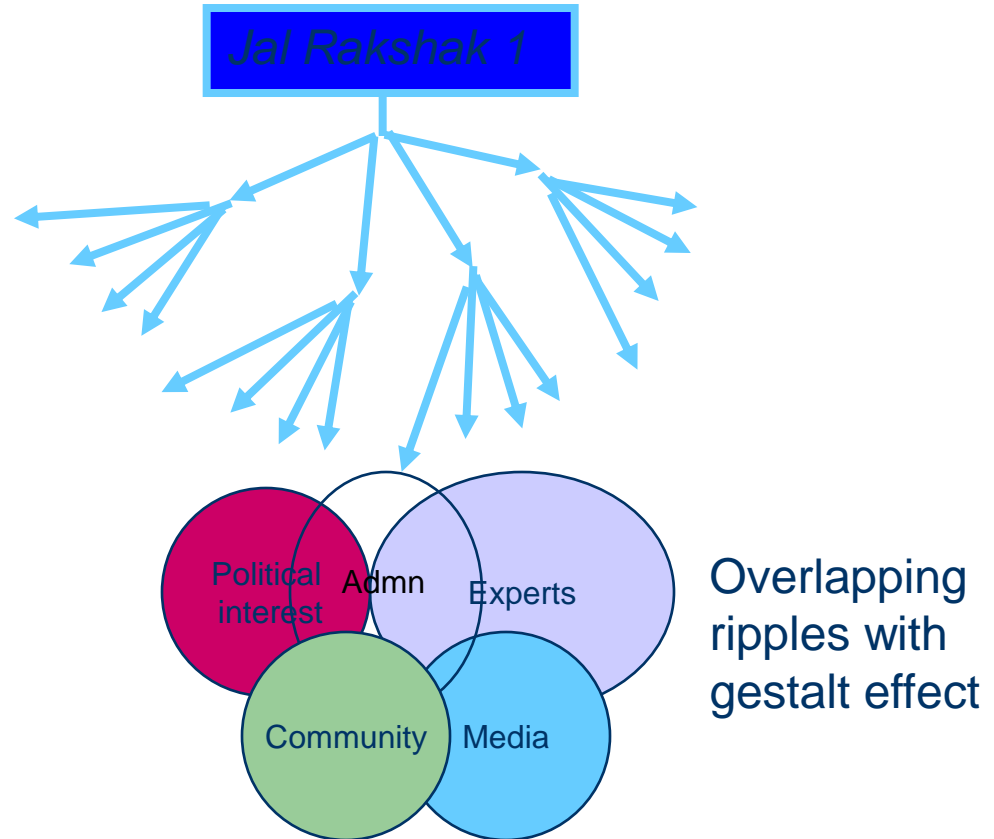 Jal Rakshak 1
Political
interest
Admn
Experts
Community
Media
Overlapping
ripples with
gestalt effect